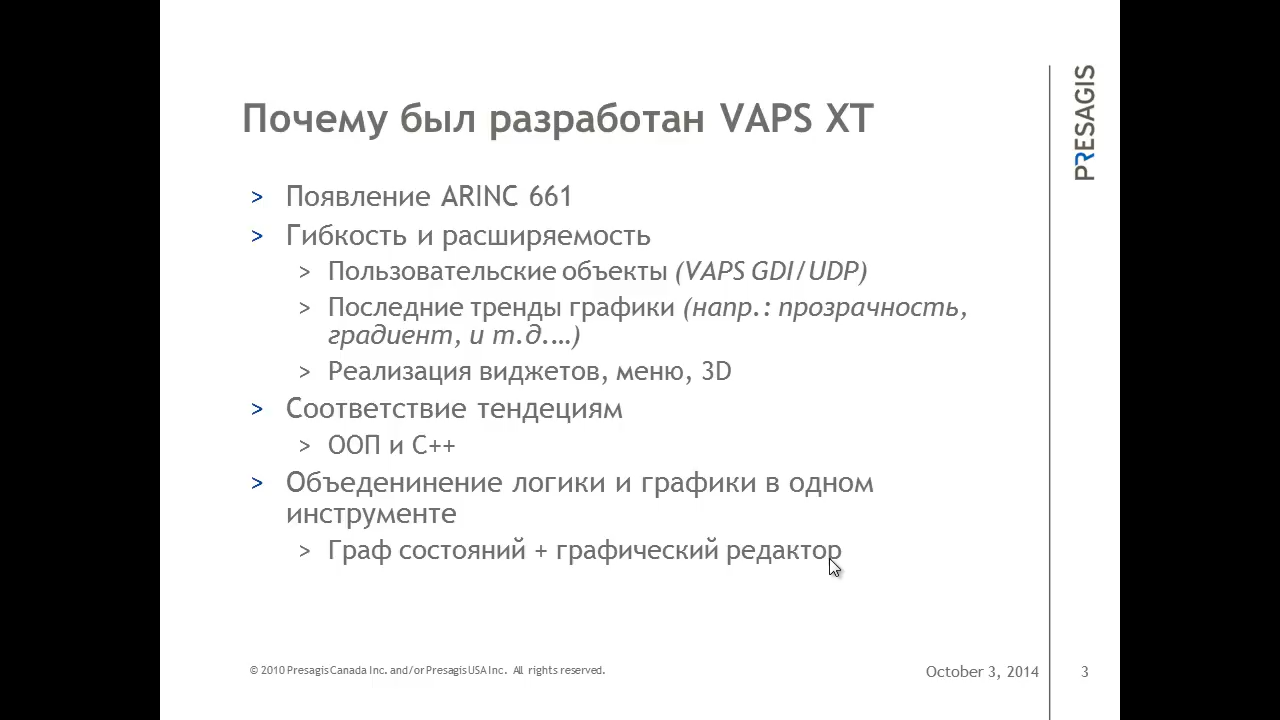 Почему был разработан VAPS XT
PRESAGIS
> Появление ARINC 661
> Гибкость и расширяемость
> Пользовательские объекты (VAPS GDI/UDP)
> Последние тренды графики (напр.: прозрачность,
градиент, и т.д.…)
> Реализация виджетов, меню, 3D
> Соответствие тендециям
> ООП и C++
> Объеденинение логики и графики в одном
инструменте
> Граф состояний + графический редактор
© 2010 Presagis Canada Inc. and/or Presagis USA Inc. All rights reserved.
October 3, 2014
3